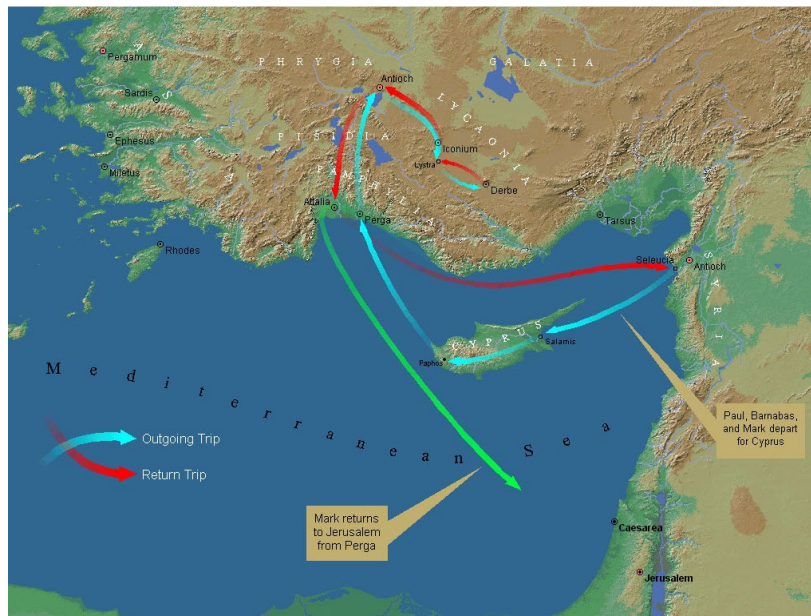 Pergamum
PHRYGIA
GALATIA
Antioch
ASIA
Sardis
LYCAONIA
Ephesus
PISIDIA
Iconium
Lystra
Miletus
PAMPHYLIA
Derbe
Attalia
Perga
Tarsus
Rhodes
Seleucia
Antioch
SYRIA
CYPRUS
Salamis
Paphos
Mediterranean Sea
Paul, Barnabas,
and Mark depart
for Cyprus
Outgoing Trip
Return Trip
Mark returns
to Jerusalem
from Perga
Caesarea
Jerusalem